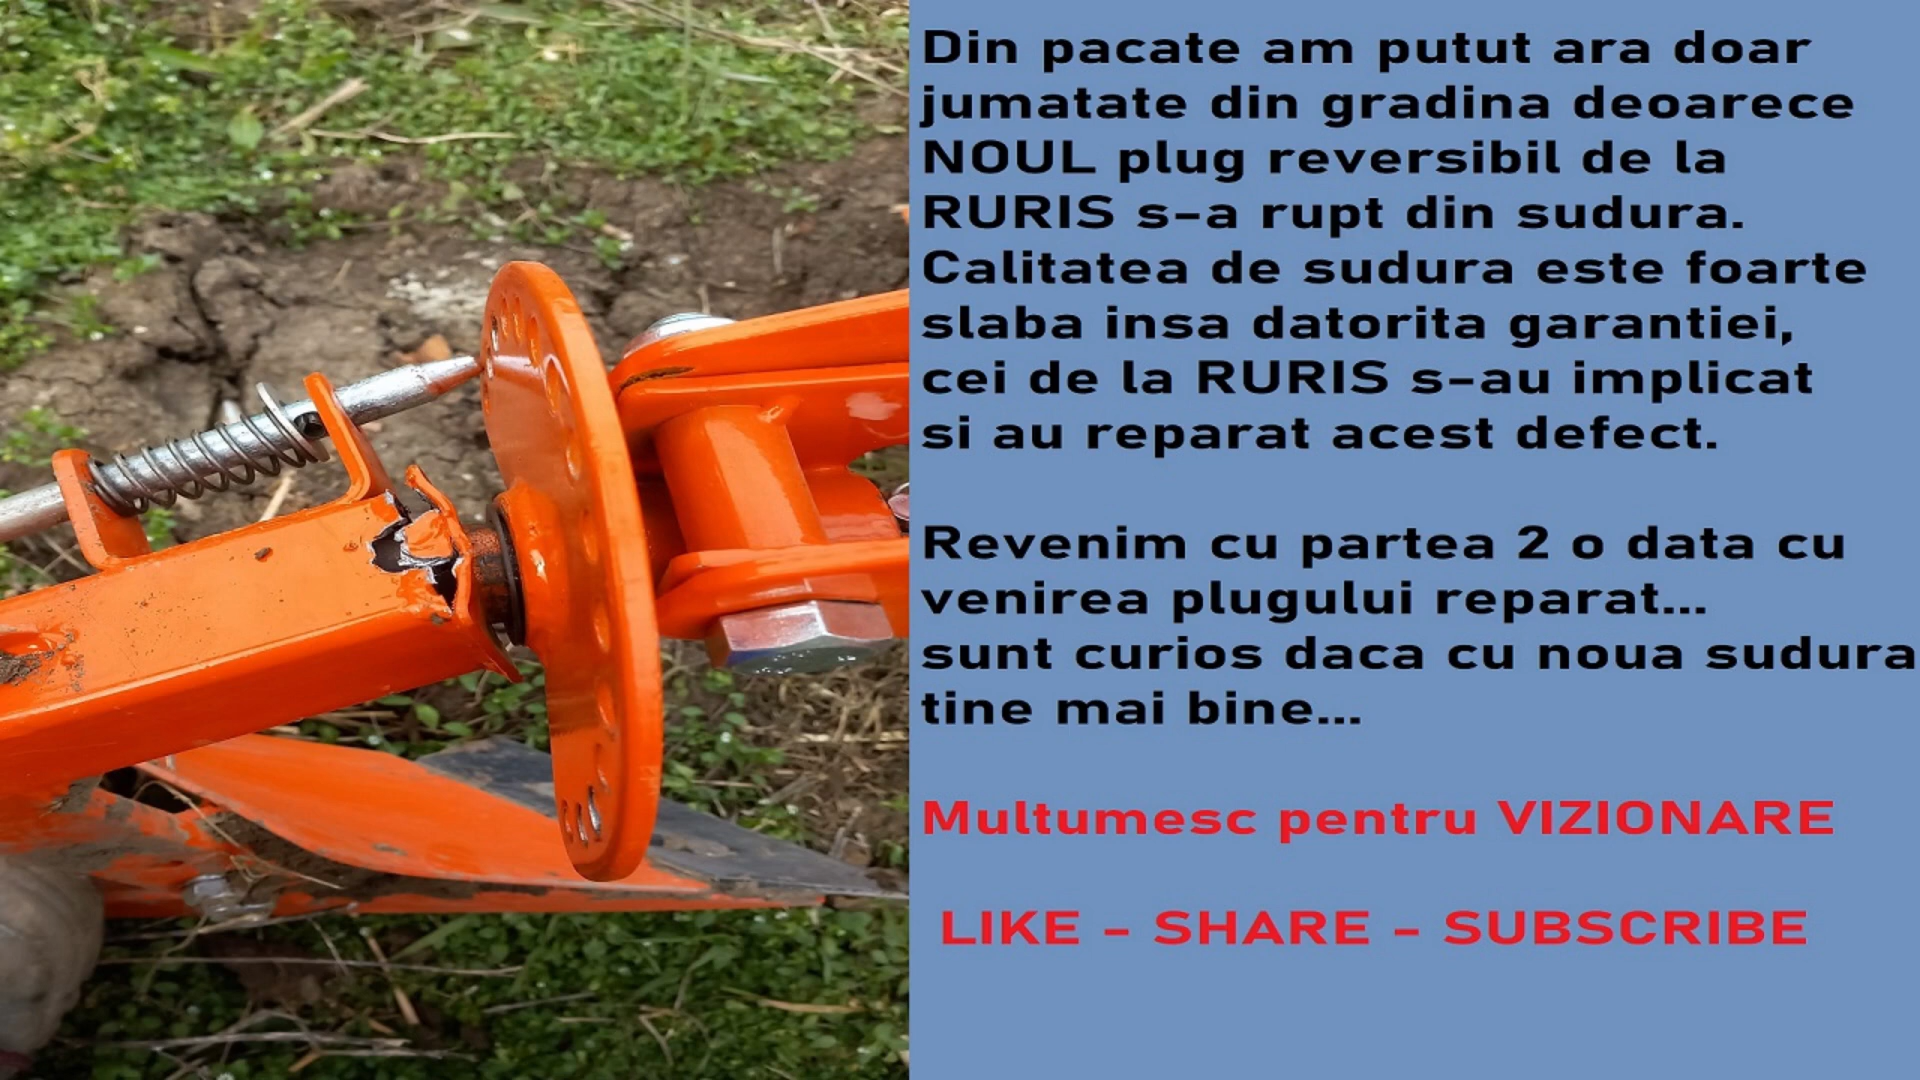 Din pacate am putut ara doar
jumatate din gradina deoarece
NOUL plug reversibil de la
RURIS s-a rupt din sudura.
Calitatea de sudura este foarte
slaba insa datorita garantiei,
cei de la RURIS s-au implicat
si au reparat acest defect.
Revenim cu partea 2 o data cu
venirea plugului reparat...
sunt curios daca cu noua sudura
tine mai bine...
Multumesc pentru VIZIONARE
LIKE - SHARE - SUBSCRIBE